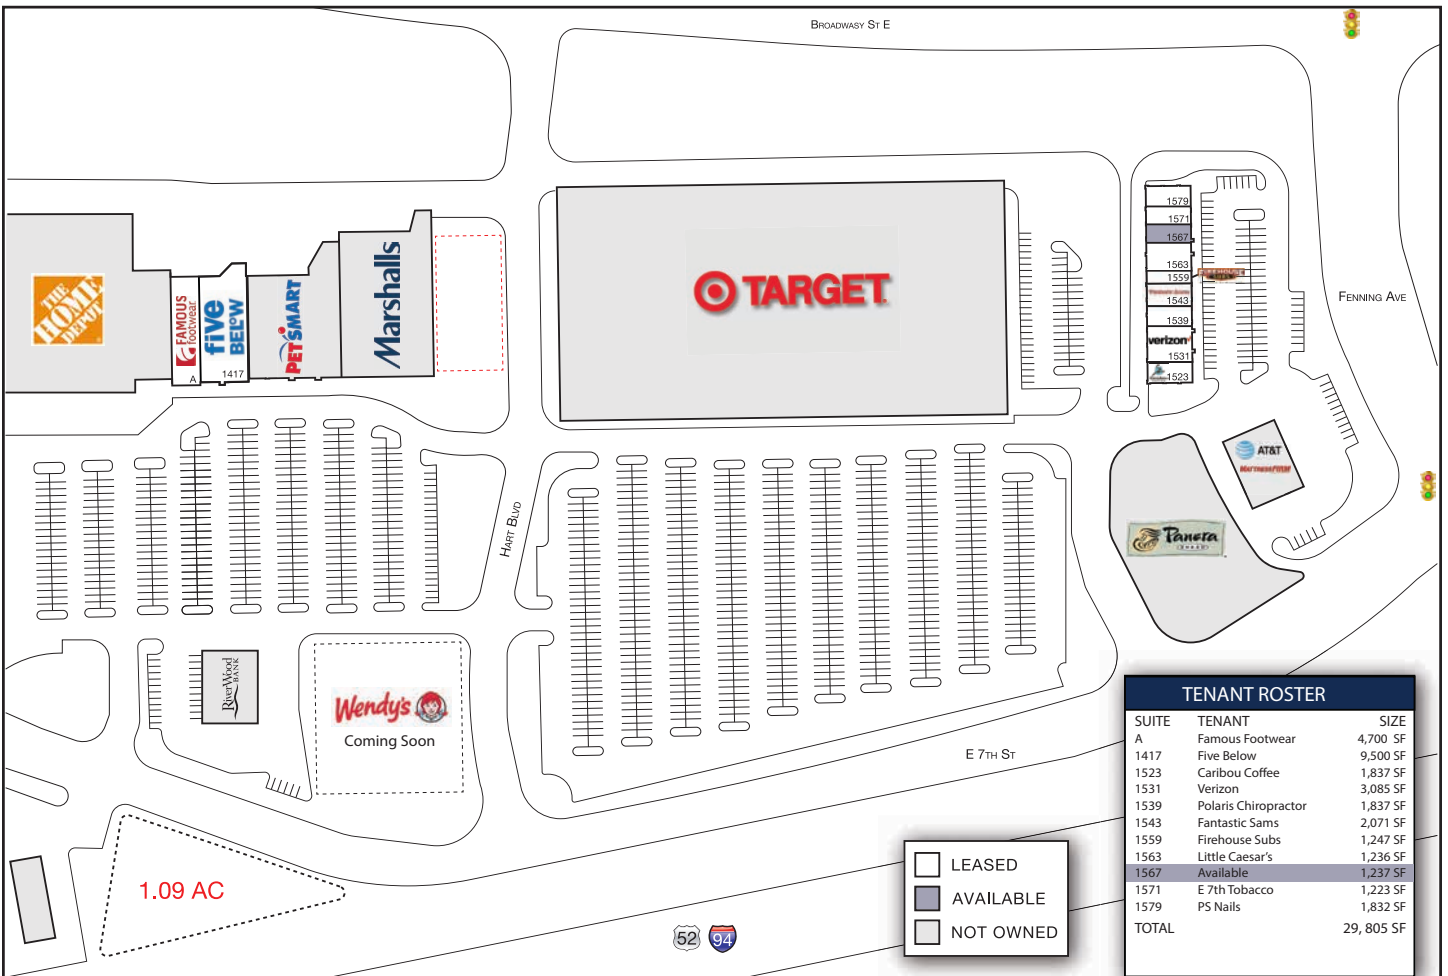 BROADWASY ST E
THE
HOME
DEPOT
FAMOUS
footwear
A
five
BELOW
1417
PETSMART
Marshalls
TARGET
1579
1571
1567
1563
1559
FIREHOUSE
SUBS
1543
1539
verizon
1531
1523
FENNING AVE
AT&T
MATTRESSFIRM
Panera
BREAD
HART BLVD
RiverWood
BANK
Wendy's
Coming Soon
E 7TH ST
1.09 AC
52 94
LEASED
AVAILABLE
NOT OWNED
TENANT ROSTER
SUITE TENANT SIZE
A Famous Footwear 4,700 SF
1417 Five Below 9,500 SF
1523 Caribou Coffee 1,837 SF
1531 Verizon 3,085 SF
1539 Polaris Chiropractor 1,837 SF
1543 Fantastic Sams 2,071 SF
1559 Firehouse Subs 1,247 SF
1563 Little Caesar's 1,236 SF
1567 Available 1,237 SF
1571 E 7th Tobacco 1,223 SF
1579 PS Nails 1,832 SF
TOTAL 29, 805 SF